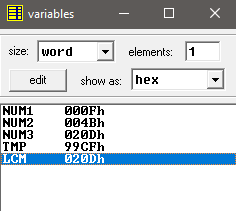 variables
size: word elements: 1
edit show as: hex
NUM1 000Fh
NUM2 004Bh
NUM3 020Dh
TMP 99CFh
LCM 020Dh